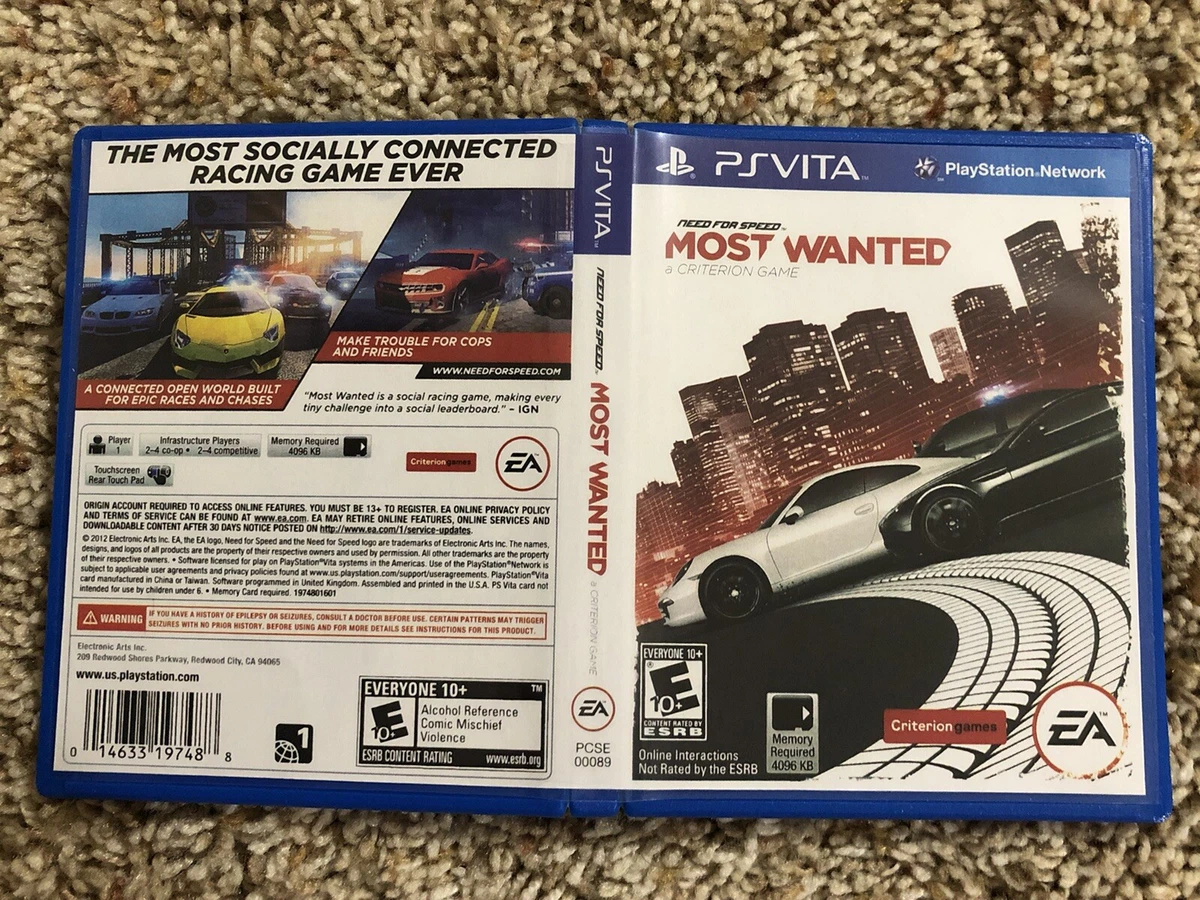 THE MOST SOCIALLY CONNECTED
RACING GAME EVER
MAKE TROUBLE FOR COPS
AND FRIENDS
WWW.NEEDFORSPEED.COM
A CONNECTED OPEN WORLD BUILT
FOR EPIC RACES AND CHASES
"Most Wanted is a social racing game, making every
tiny challenge into a social leaderboard." – IGN
Player
1
Infrastructure Players
2–4 co-op • 2–4 competitive
Memory Required
4096 KB
Touchscreen
Rear Touch Pad
Criteriongames
EA
ORIGIN ACCOUNT REQUIRED TO ACCESS ONLINE FEATURES. YOU MUST BE 13+ TO REGISTER. EA ONLINE PRIVACY POLICY
AND TERMS OF SERVICE CAN BE FOUND AT www.ea.com. EA MAY RETIRE ONLINE FEATURES, ONLINE SERVICES AND
DOWNLOADABLE CONTENT AFTER 30 DAYS NOTICE POSTED ON http://www.ea.com/1/service-updates.
© 2012 Electronic Arts Inc. EA, the EA logo, Need for Speed and the Need for Speed logo are trademarks of Electronic Arts Inc. The names,
designs, and logos of all products are the property of their respective owners and used by permission. All other trademarks are the property
of their respective owners. • Software licensed for play on PlayStation®Vita systems in the Americas. Use of the PlayStation®Network is
subject to applicable user agreements and privacy policies found at www.us.playstation.com/support/useragreements. PlayStation®Vita
card manufactured in China or Taiwan. Software programmed in United Kingdom. Assembled and printed in the U.S.A. PS Vita card not
intended for use by children under 6. • Memory Card required. 1974801601
WARNING
IF YOU HAVE A HISTORY OF EPILEPSY OR SEIZURES, CONSULT A DOCTOR BEFORE USE. CERTAIN PATTERNS MAY TRIGGER
SEIZURES WITH NO PRIOR HISTORY. BEFORE USING AND FOR MORE DETAILS SEE INSTRUCTIONS FOR THIS PRODUCT.
Electronic Arts Inc.
209 Redwood Shores Parkway, Redwood City, CA 94065
www.us.playstation.com
0 14633 19748 8
1
EVERYONE 10+ ™
E
10+
Alcohol Reference
Comic Mischief
Violence
ESRB CONTENT RATING www.esrb.org
PSVITA™
NEED FOR SPEED™
MOST WANTED
a CRITERION GAME
EA
PCSE
00089
PSVITA™
PlayStation®Network
NEED FOR SPEED™
MOST WANTED
a CRITERION GAME
EVERYONE 10+
E
10+
CONTENT RATED BY
ESRB
Online Interactions
Not Rated by the ESRB
Memory
Required
4096 KB
Criteriongames
EA™